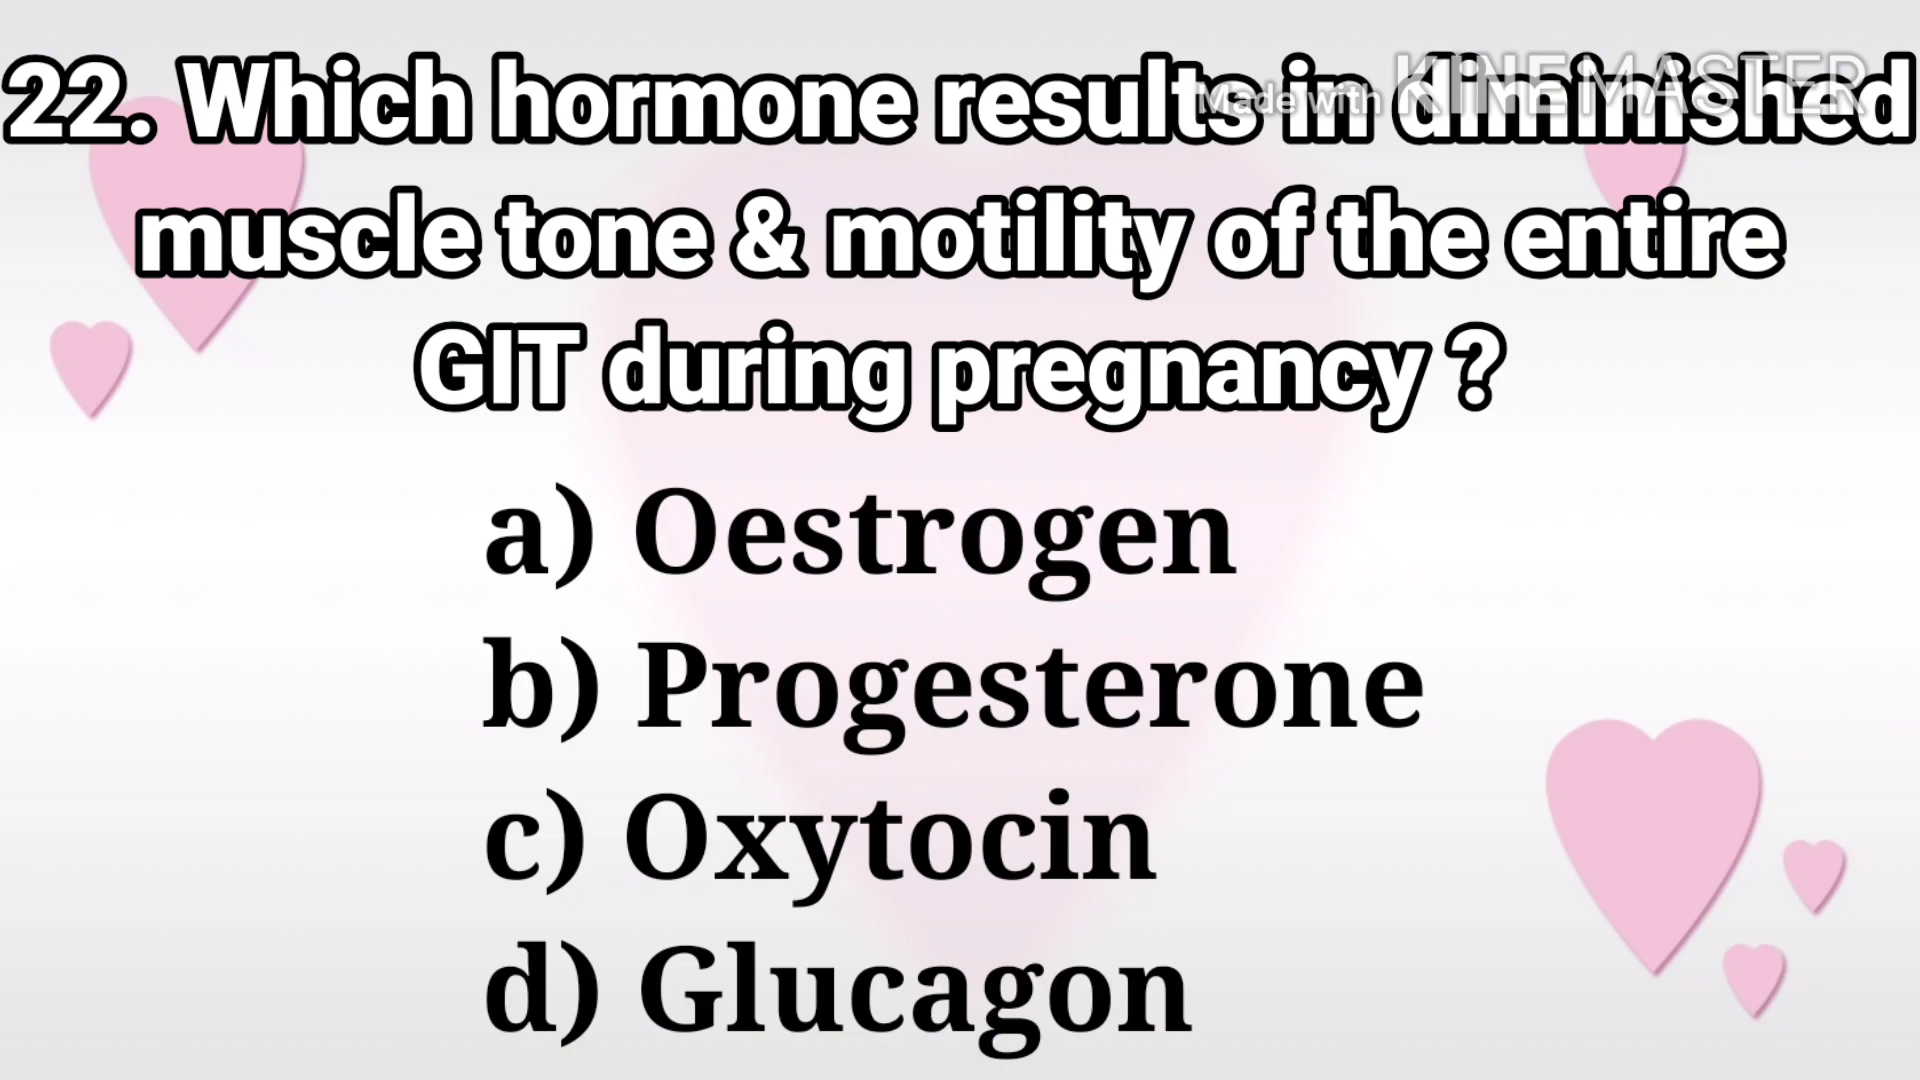 22. Which hormone results in diminished
Made with KINEMASTER
muscle tone & motility of the entire
GIT during pregnancy ?
a) Oestrogen
b) Progesterone
c) Oxytocin
d) Glucagon